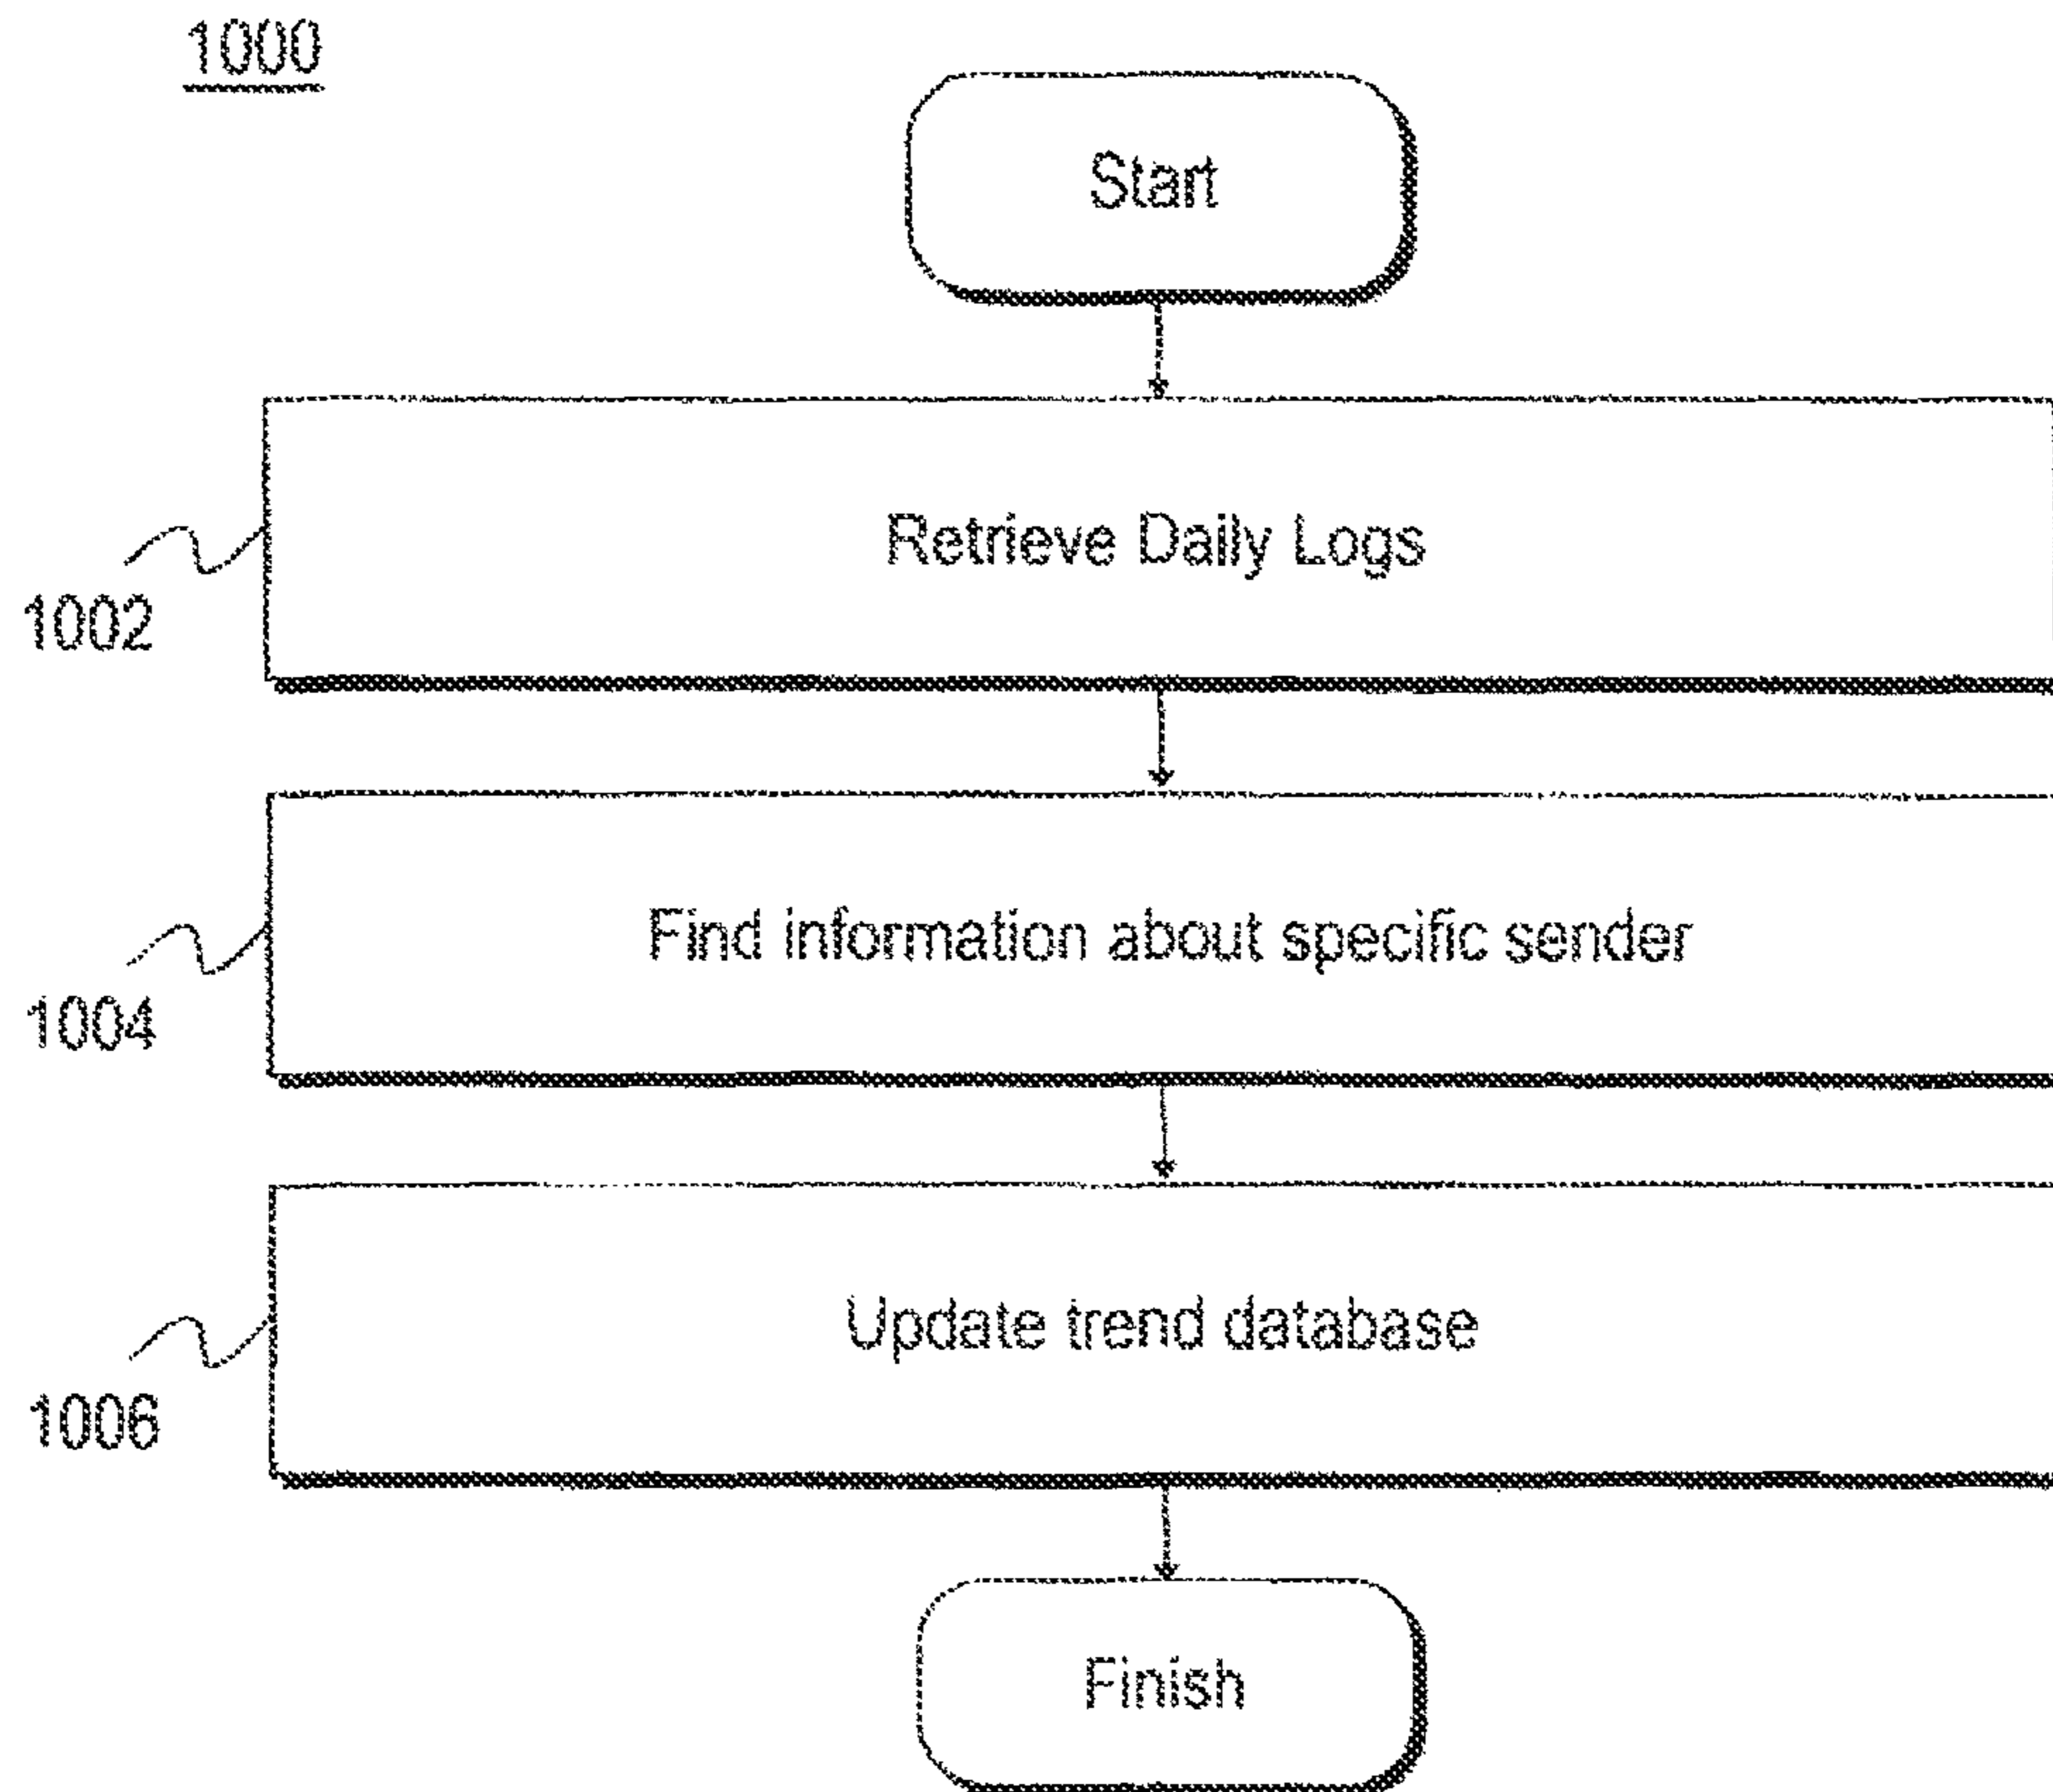 1000
Start
Retrieve Daily Logs
1002
Find information about specific sender
1004
Update trend database
1006
Finish